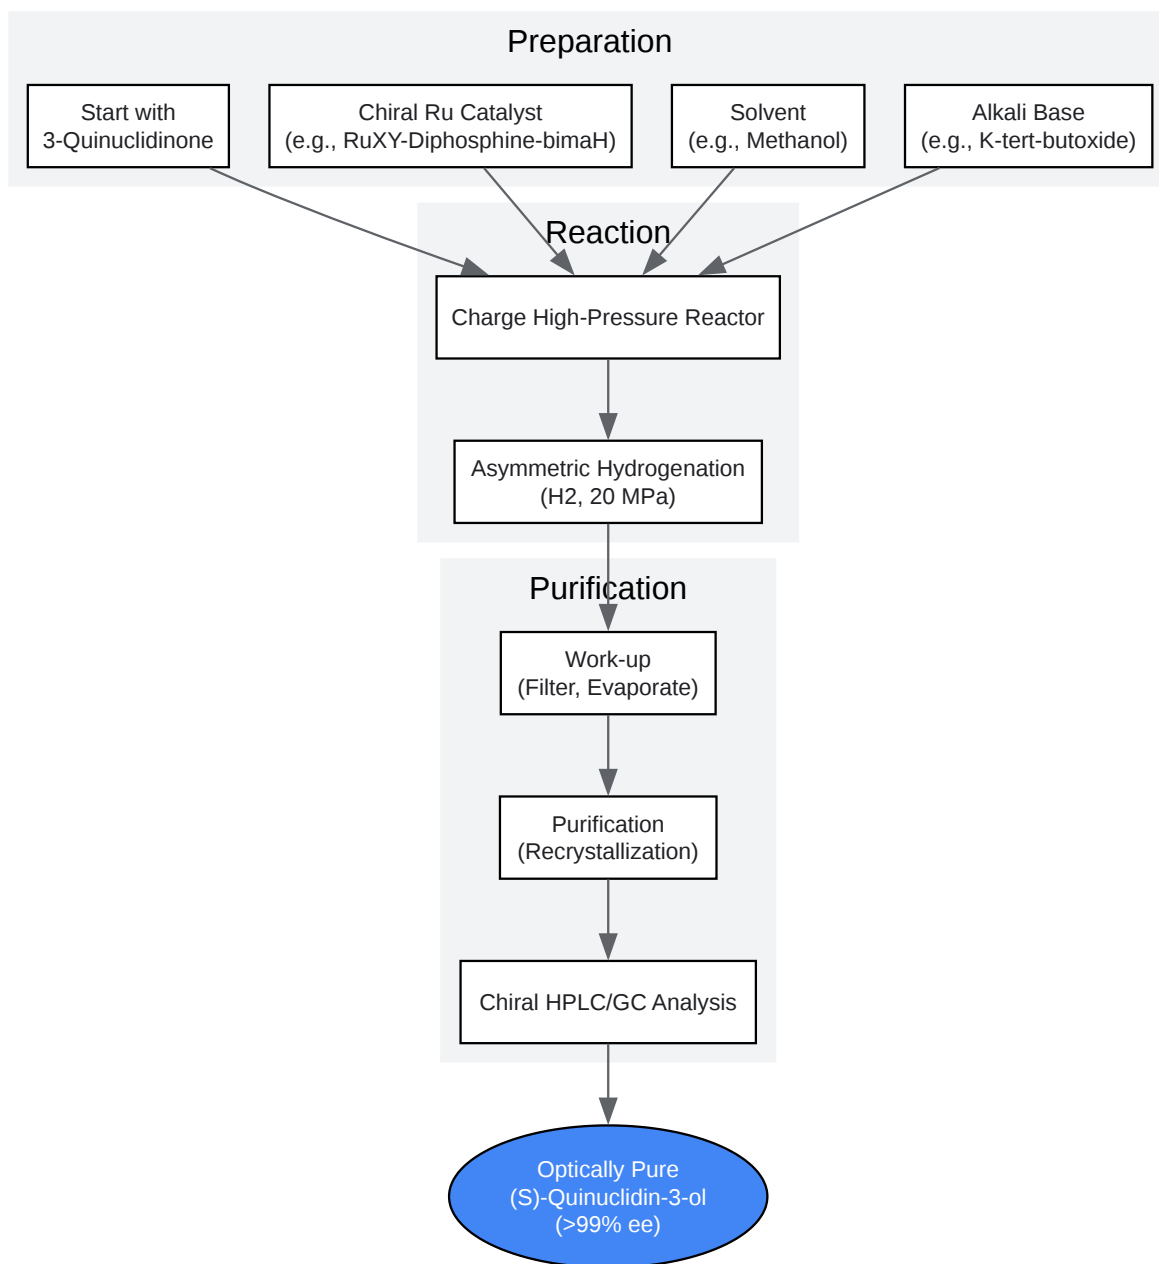 Preparation
Start with
3-Quinuclidinone
Chiral Ru Catalyst
(e.g., RuXY-Diphosphine-bimaH)
Solvent
(e.g., Methanol)
Alkali Base
(e.g., K-tert-butoxide)
Reaction
Charge High-Pressure Reactor
Asymmetric Hydrogenation
(H2, 20 MPa)
Purification
Work-up
(Filter, Evaporate)
Purification
(Recrystallization)
Chiral HPLC/GC Analysis
Optically Pure
(S)-Quinuclidin-3-ol
(>99% ee)